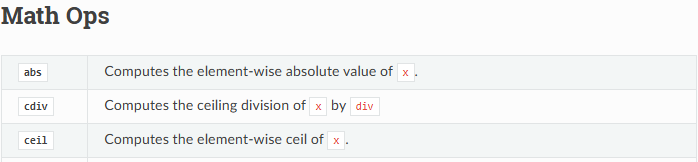 Math Ops
abs Computes the element-wise absolute value of x.
cdiv Computes the ceiling division of x by div
ceil Computes the element-wise ceil of x.